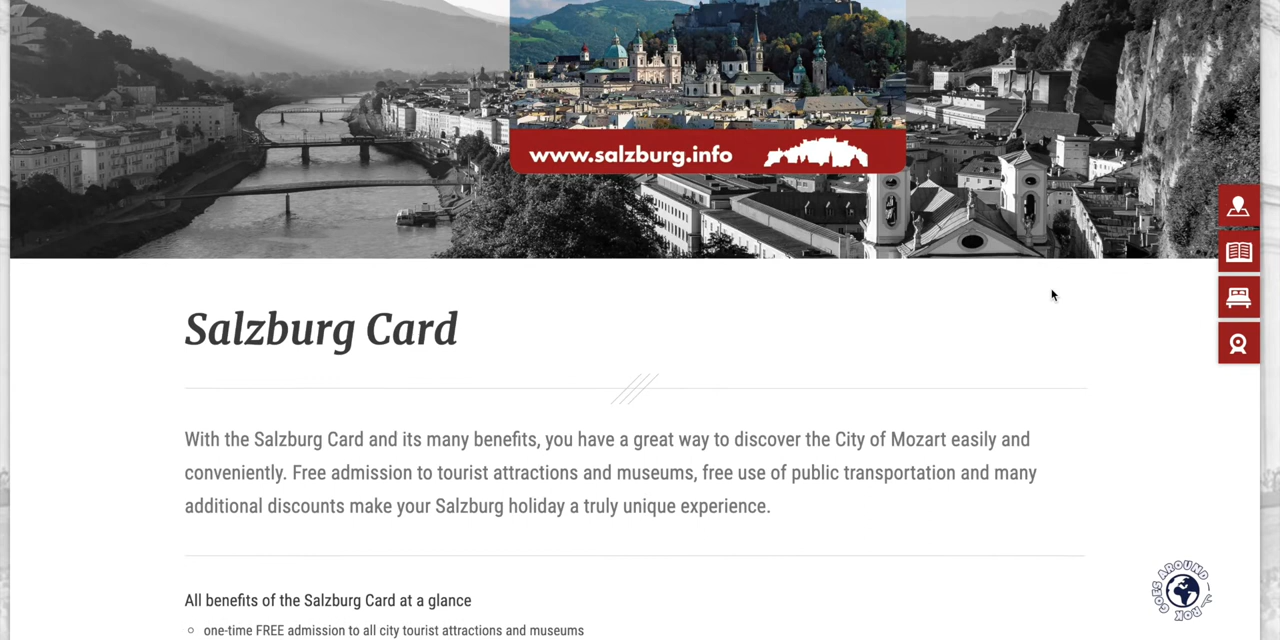 www.salzburg.info
Salzburg Card
With the Salzburg Card and its many benefits, you have a great way to discover the City of Mozart easily and
conveniently. Free admission to tourist attractions and museums, free use of public transportation and many
additional discounts make your Salzburg holiday a truly unique experience.
All benefits of the Salzburg Card at a glance
one-time FREE admission to all city tourist attractions and museums
GOES AROUND